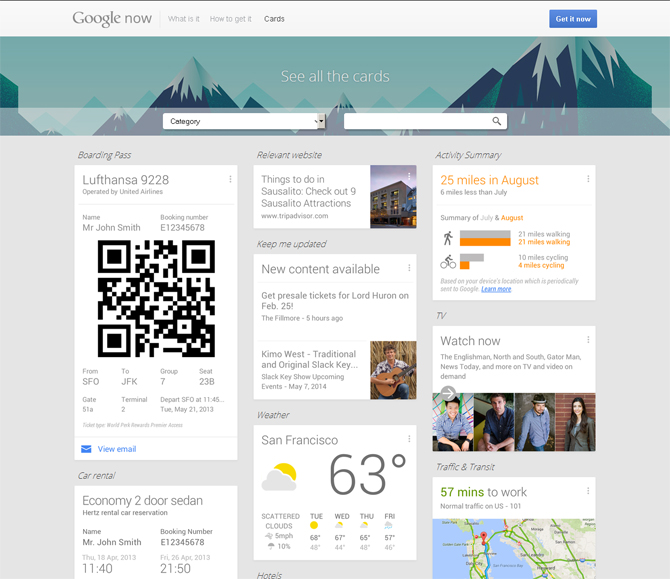 Google now
What is it
How to get it
Cards
Get it now
See all the cards
Category
Boarding Pass
Lufthansa 9228
Operated by United Airlines
Name
Booking number
Mr John Smith
E12345678
From
To
Group
Seat
SFO
JFK
7
23B
Gate
Terminal
Depart SFO at 11:45...
51a
2
Tue, May 21, 2013
Ticket type: World Perk Rewards Premier Access
View email
Car rental
Economy 2 door sedan
Hertz rental car reservation
Name
Booking Number
Mr. John Smith
E12345678
Thu, 18 Apr, 2013
Fri, 26 Apr, 2013
11:40
21:50
Relevant website
Things to do in
Sausalito: Check out 9
Sausalito Attractions
www.tripadvisor.com
Keep me updated
New content available
Get presale tickets for Lord Huron on
Feb. 25!
The Fillmore - 5 hours ago
Kimo West - Traditional
and Original Slack Key...
Slack Key Show Upcoming
Events - May 7, 2014
Weather
San Francisco
63°
SCATTERED
CLOUDS
5mph
10%
TUE
WED
THU
FRI
68°
67°
65°
62°
48°
44°
44°
44°
Hotels
Activity Summary
25 miles in August
6 miles less than July
Summary of July & August
21 miles walking
21 miles walking
10 miles cycling
4 miles cycling
Based on your device's location which is periodically
sent to Google. Learn more
TV
Watch now
The Englishman, North and South, Gator Man,
News Today, and more on TV and video on
demand
Traffic & Transit
57 mins to work
Normal traffic on US - 101